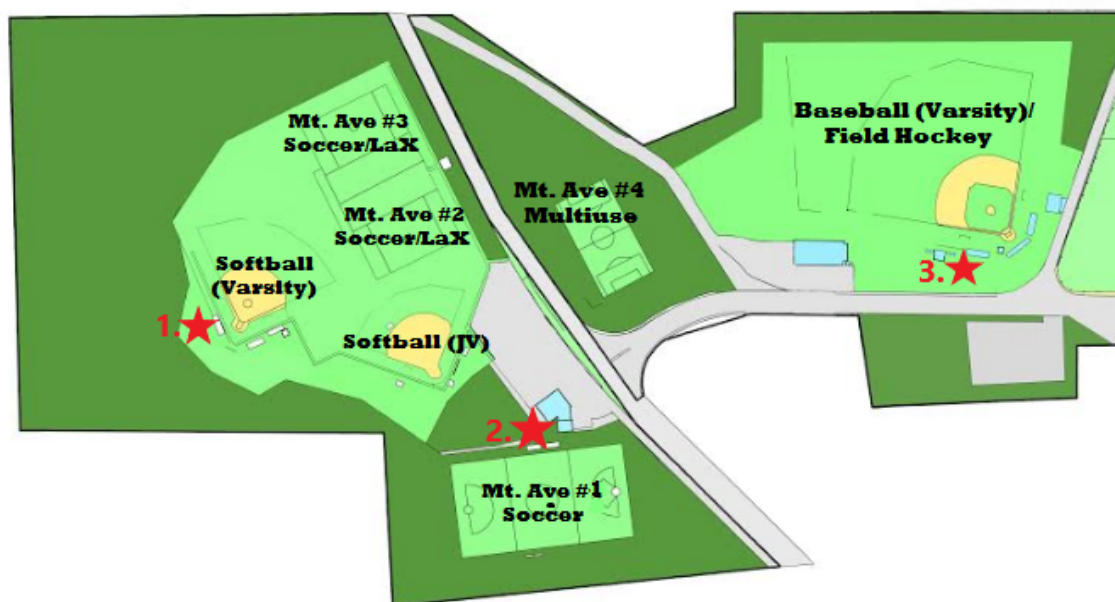 Mt. Ave #3
Soccer/LaX
Mt. Ave #2
Soccer/LaX
Softball
(Varsity)
1.
Softball (JV)
2.
Mt. Ave #1
Soccer
Mt. Ave #4
Multiuse
Baseball (Varsity)/
Field Hockey
3.